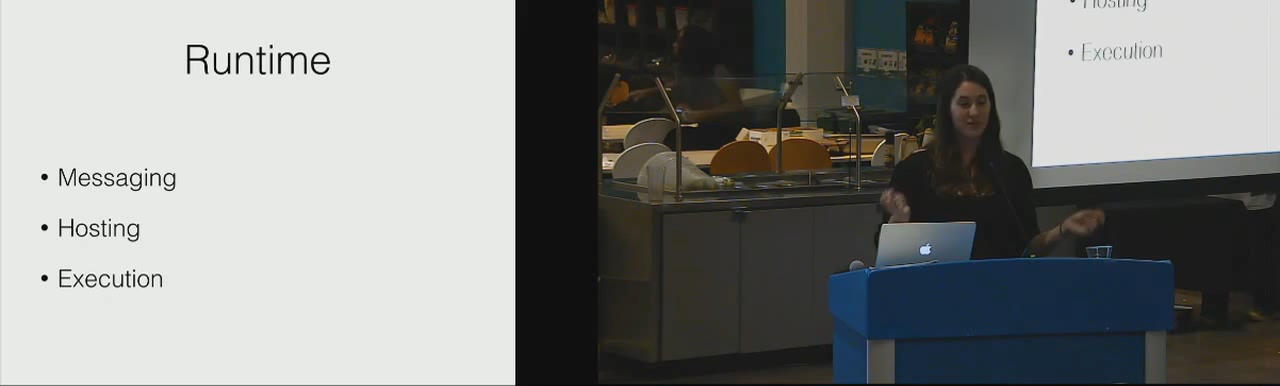 Runtime
• Messaging
• Hosting
• Execution
• Hosting
• Execution